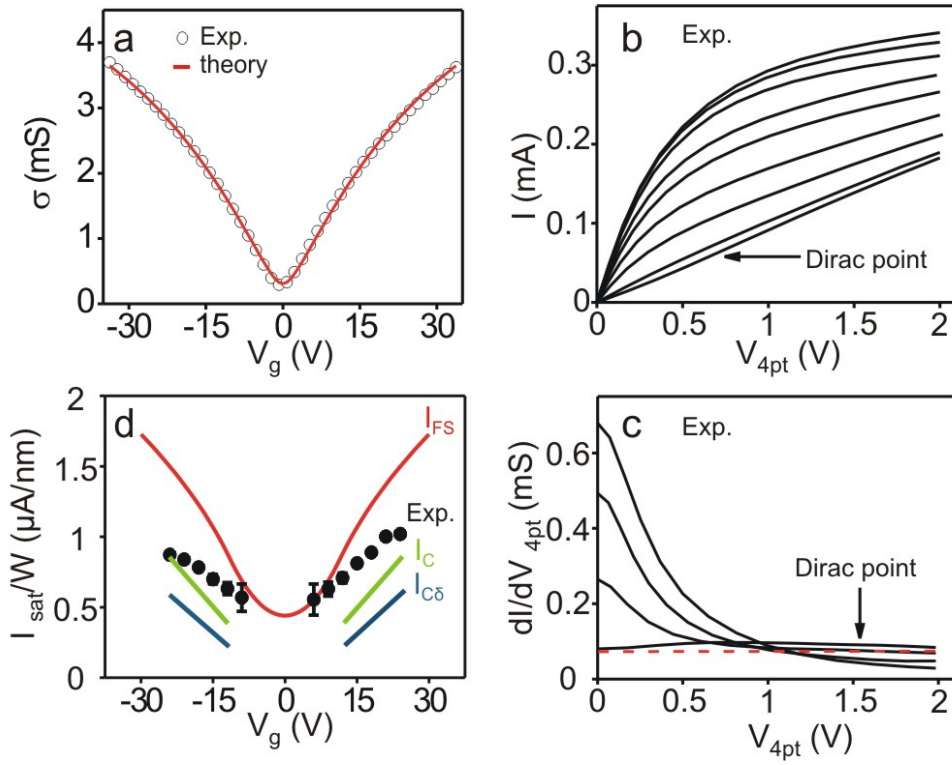 a
Exp.
theory
σ (mS)
4
3
2
1
0
-30 -15 0 15 30
V_g (V)
b
Exp.
I (mA)
0.3
0.2
0.1
0
Dirac point
0 0.5 1 1.5 2
V_4pt (V)
d
I_FS
Exp.
I_C
I_Cδ
I_sat/W (µA/nm)
2
1.5
1
0.5
0
-30 -15 0 15 30
V_g (V)
c
Exp.
dI/dV_4pt (mS)
0.6
0.4
0.2
0
Dirac point
0 0.5 1 1.5 2
V_4pt (V)